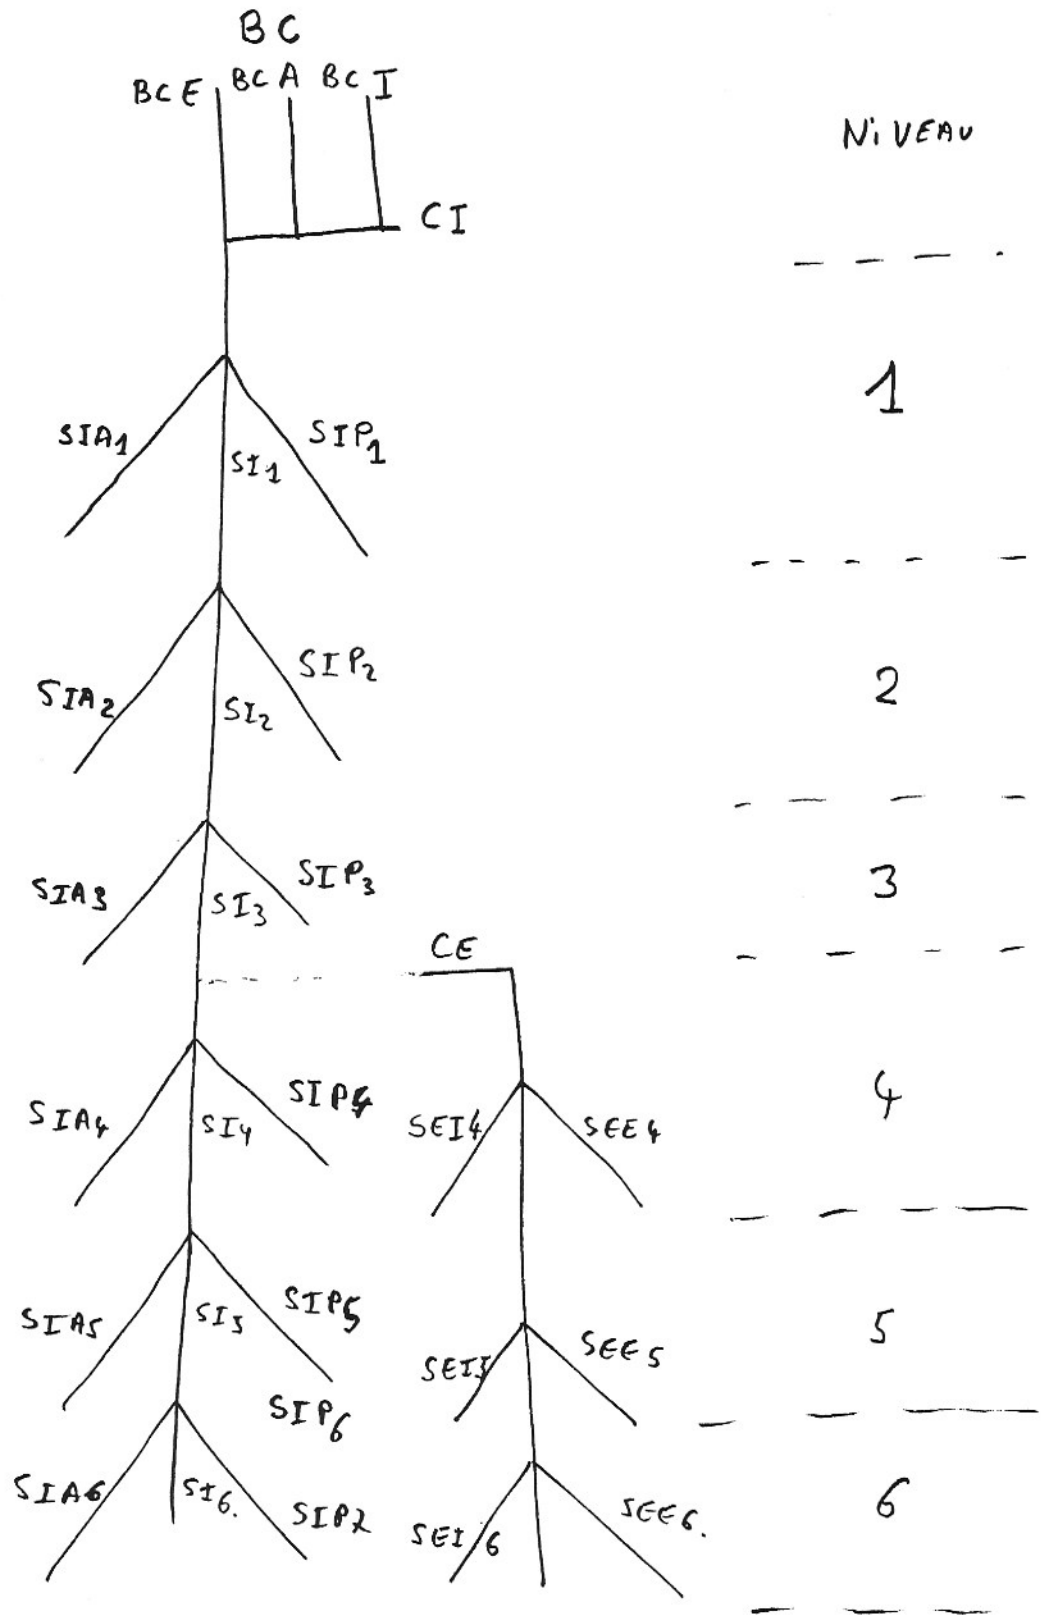 BC
BCE BCA BCI
NiVEAU
CI
1
SIA1 SI1 SIP1
2
SIA2 SI2 SIP2
3
SIA3 SI3 SIP3
CE
4
SIA4 SI4 SIP4 SEI4 SEE4
5
SIA5 SI5 SIP5 SEI5 SEE5
SIP6
6
SIA6 SI6. SEI6 SEE6.